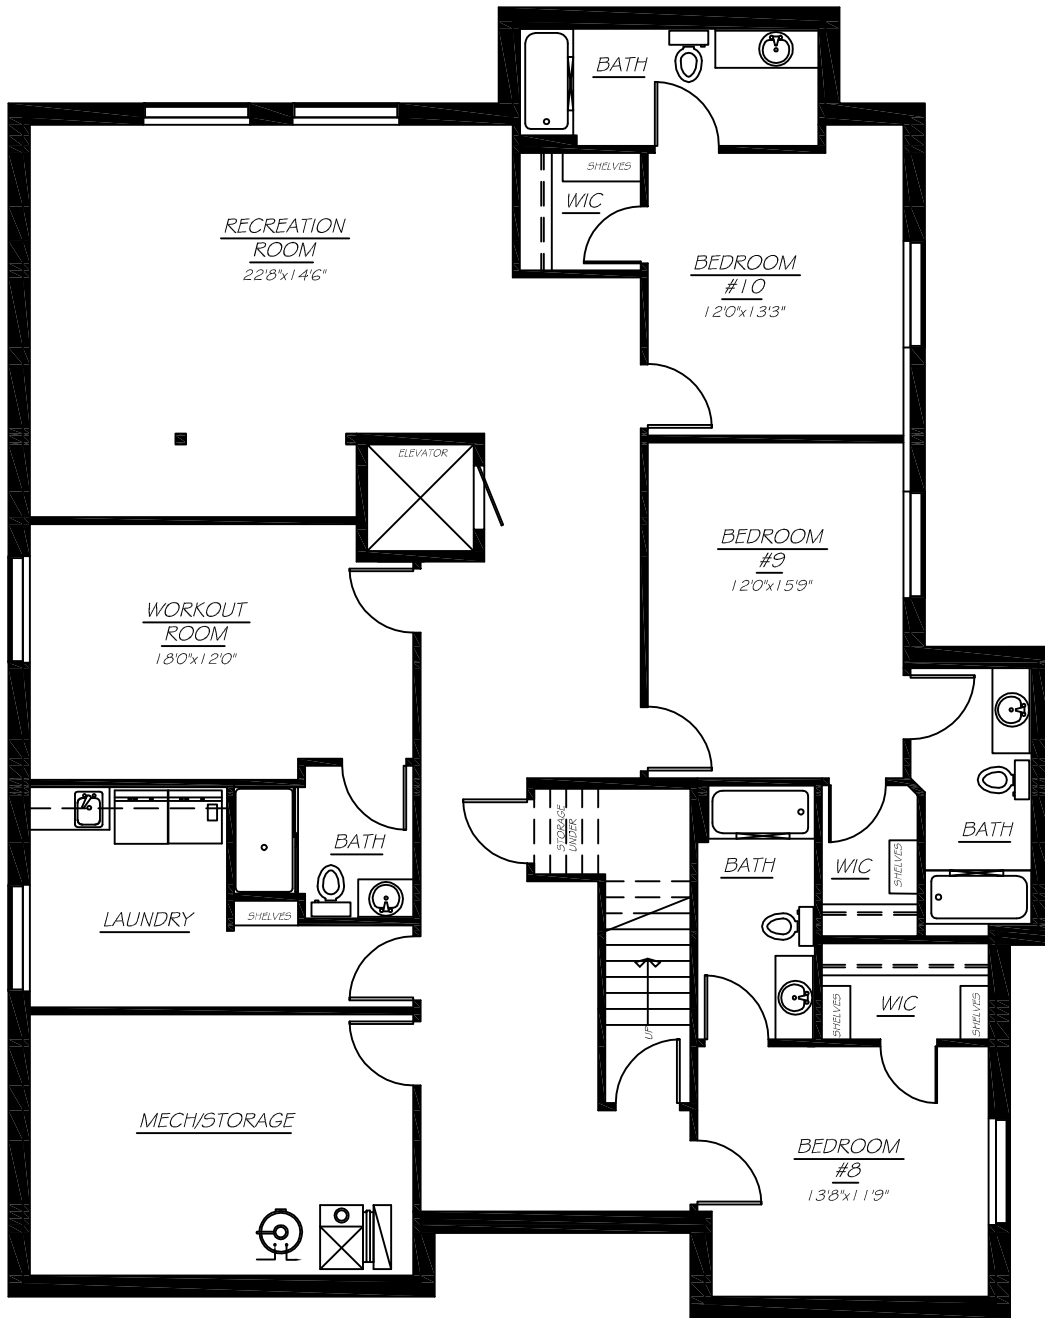 BATH
SHELVES
WIC
RECREATION
ROOM
22'8"x14'6"
BEDROOM
#10
12'0"x13'3"
ELEVATOR
BEDROOM
#9
12'0"x15'9"
WORKOUT
ROOM
18'0"x12'0"
STORAGE
UNDER
BATH
BATH
BATH
WIC
SHELVES
LAUNDRY
SHELVES
WIC
SHELVES
SHELVES
UP
MECH/STORAGE
BEDROOM
#8
13'8"x11'9"